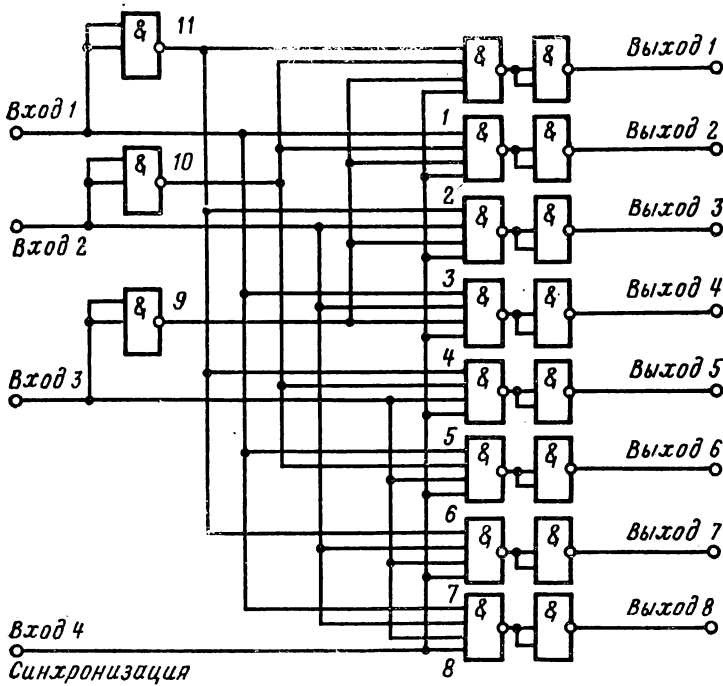 & 11
& & Выход 1
Вход 1
1 & & Выход 2
& 10
2 & & Выход 3
Вход 2
3 & & Выход 4
& 9
4 & & Выход 5
Вход 3
5 & & Выход 6
6 & & Выход 7
7 & & Выход 8
Вход 4
8
Синхронизация